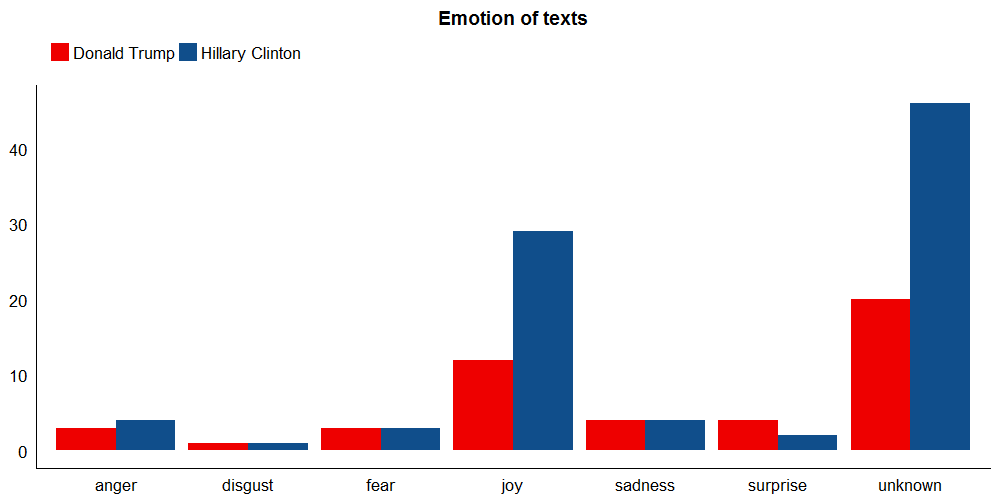 Emotion of texts
Donald Trump Hillary Clinton
40
30
20
10
0
anger disgust fear joy sadness surprise unknown